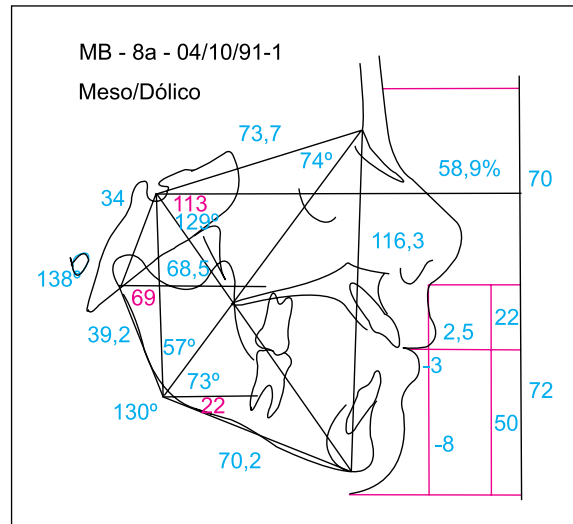 MB - 8a - 04/10/91-1
Meso/Dólico
73,7
74º
58,9%
70
34
113
129º
116,3
138º
68,5
69
22
39,2
2,5
57º
-3
73º
72
130º
22
50
-8
70,2